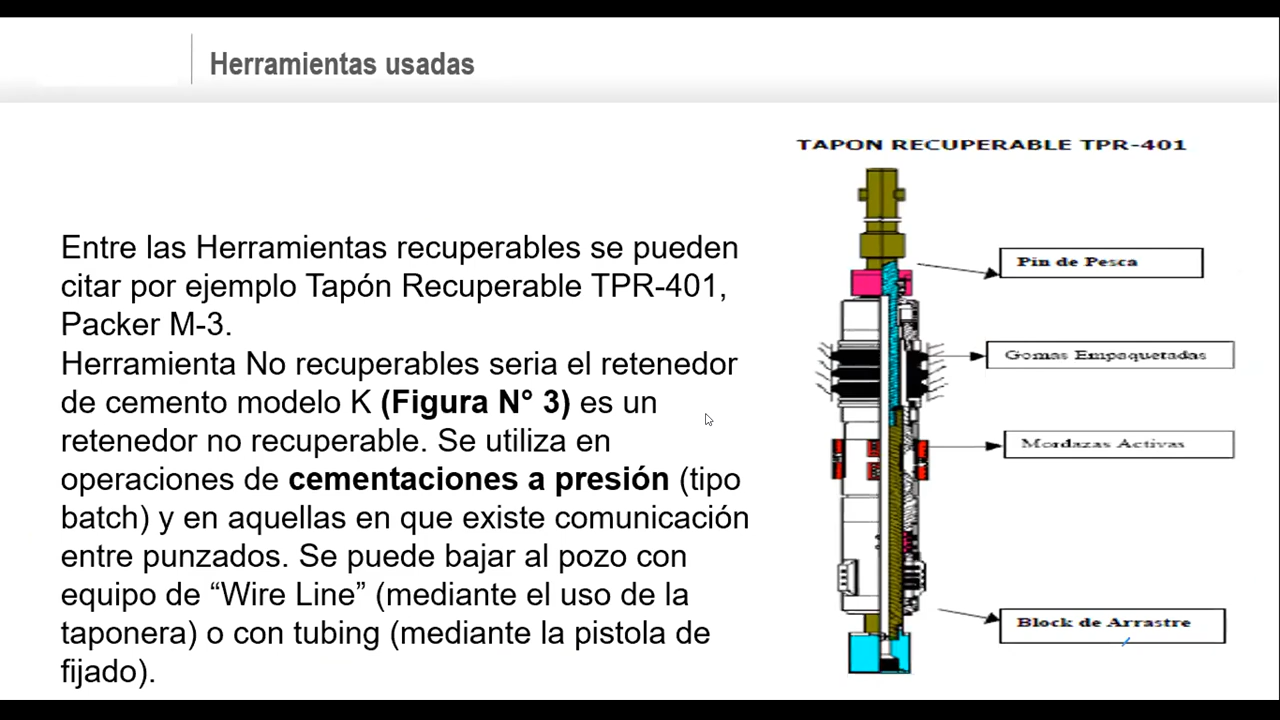 Herramientas usadas
TAPON RECUPERABLE TPR-401
Entre las Herramientas recuperables se pueden
citar por ejemplo Tapón Recuperable TPR-401,
Packer M-3.
Herramienta No recuperables seria el retenedor
de cemento modelo K (Figura N° 3) es un
retenedor no recuperable. Se utiliza en
operaciones de cementaciones a presión (tipo
batch) y en aquellas en que existe comunicación
entre punzados. Se puede bajar al pozo con
equipo de “Wire Line” (mediante el uso de la
taponera) o con tubing (mediante la pistola de
fijado).
Pin de Pesca
Gomas Empaquetadas
Mordazas Activas
Block de Arrastre